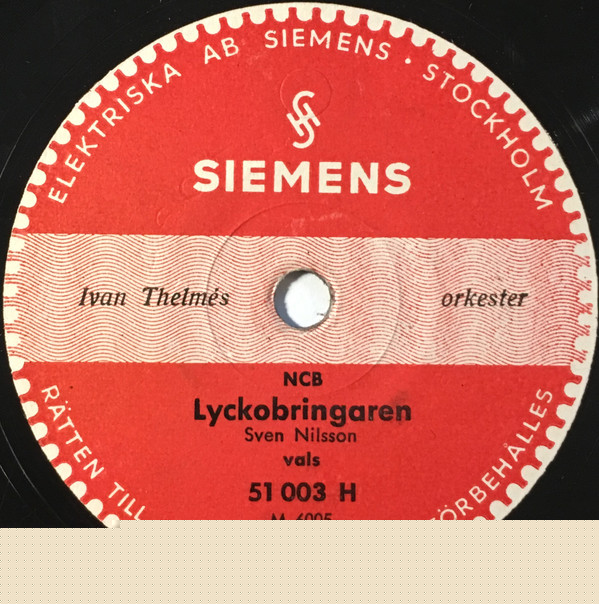 ELEKTRISKA AB SIEMENS · STOCKHOLM
SIEMENS
Ivan Thelmés orkester
NCB
Lyckobringaren
Sven Nilsson
vals
51 003 H
RÄTTEN TILL
FÖRBEHÅLLES